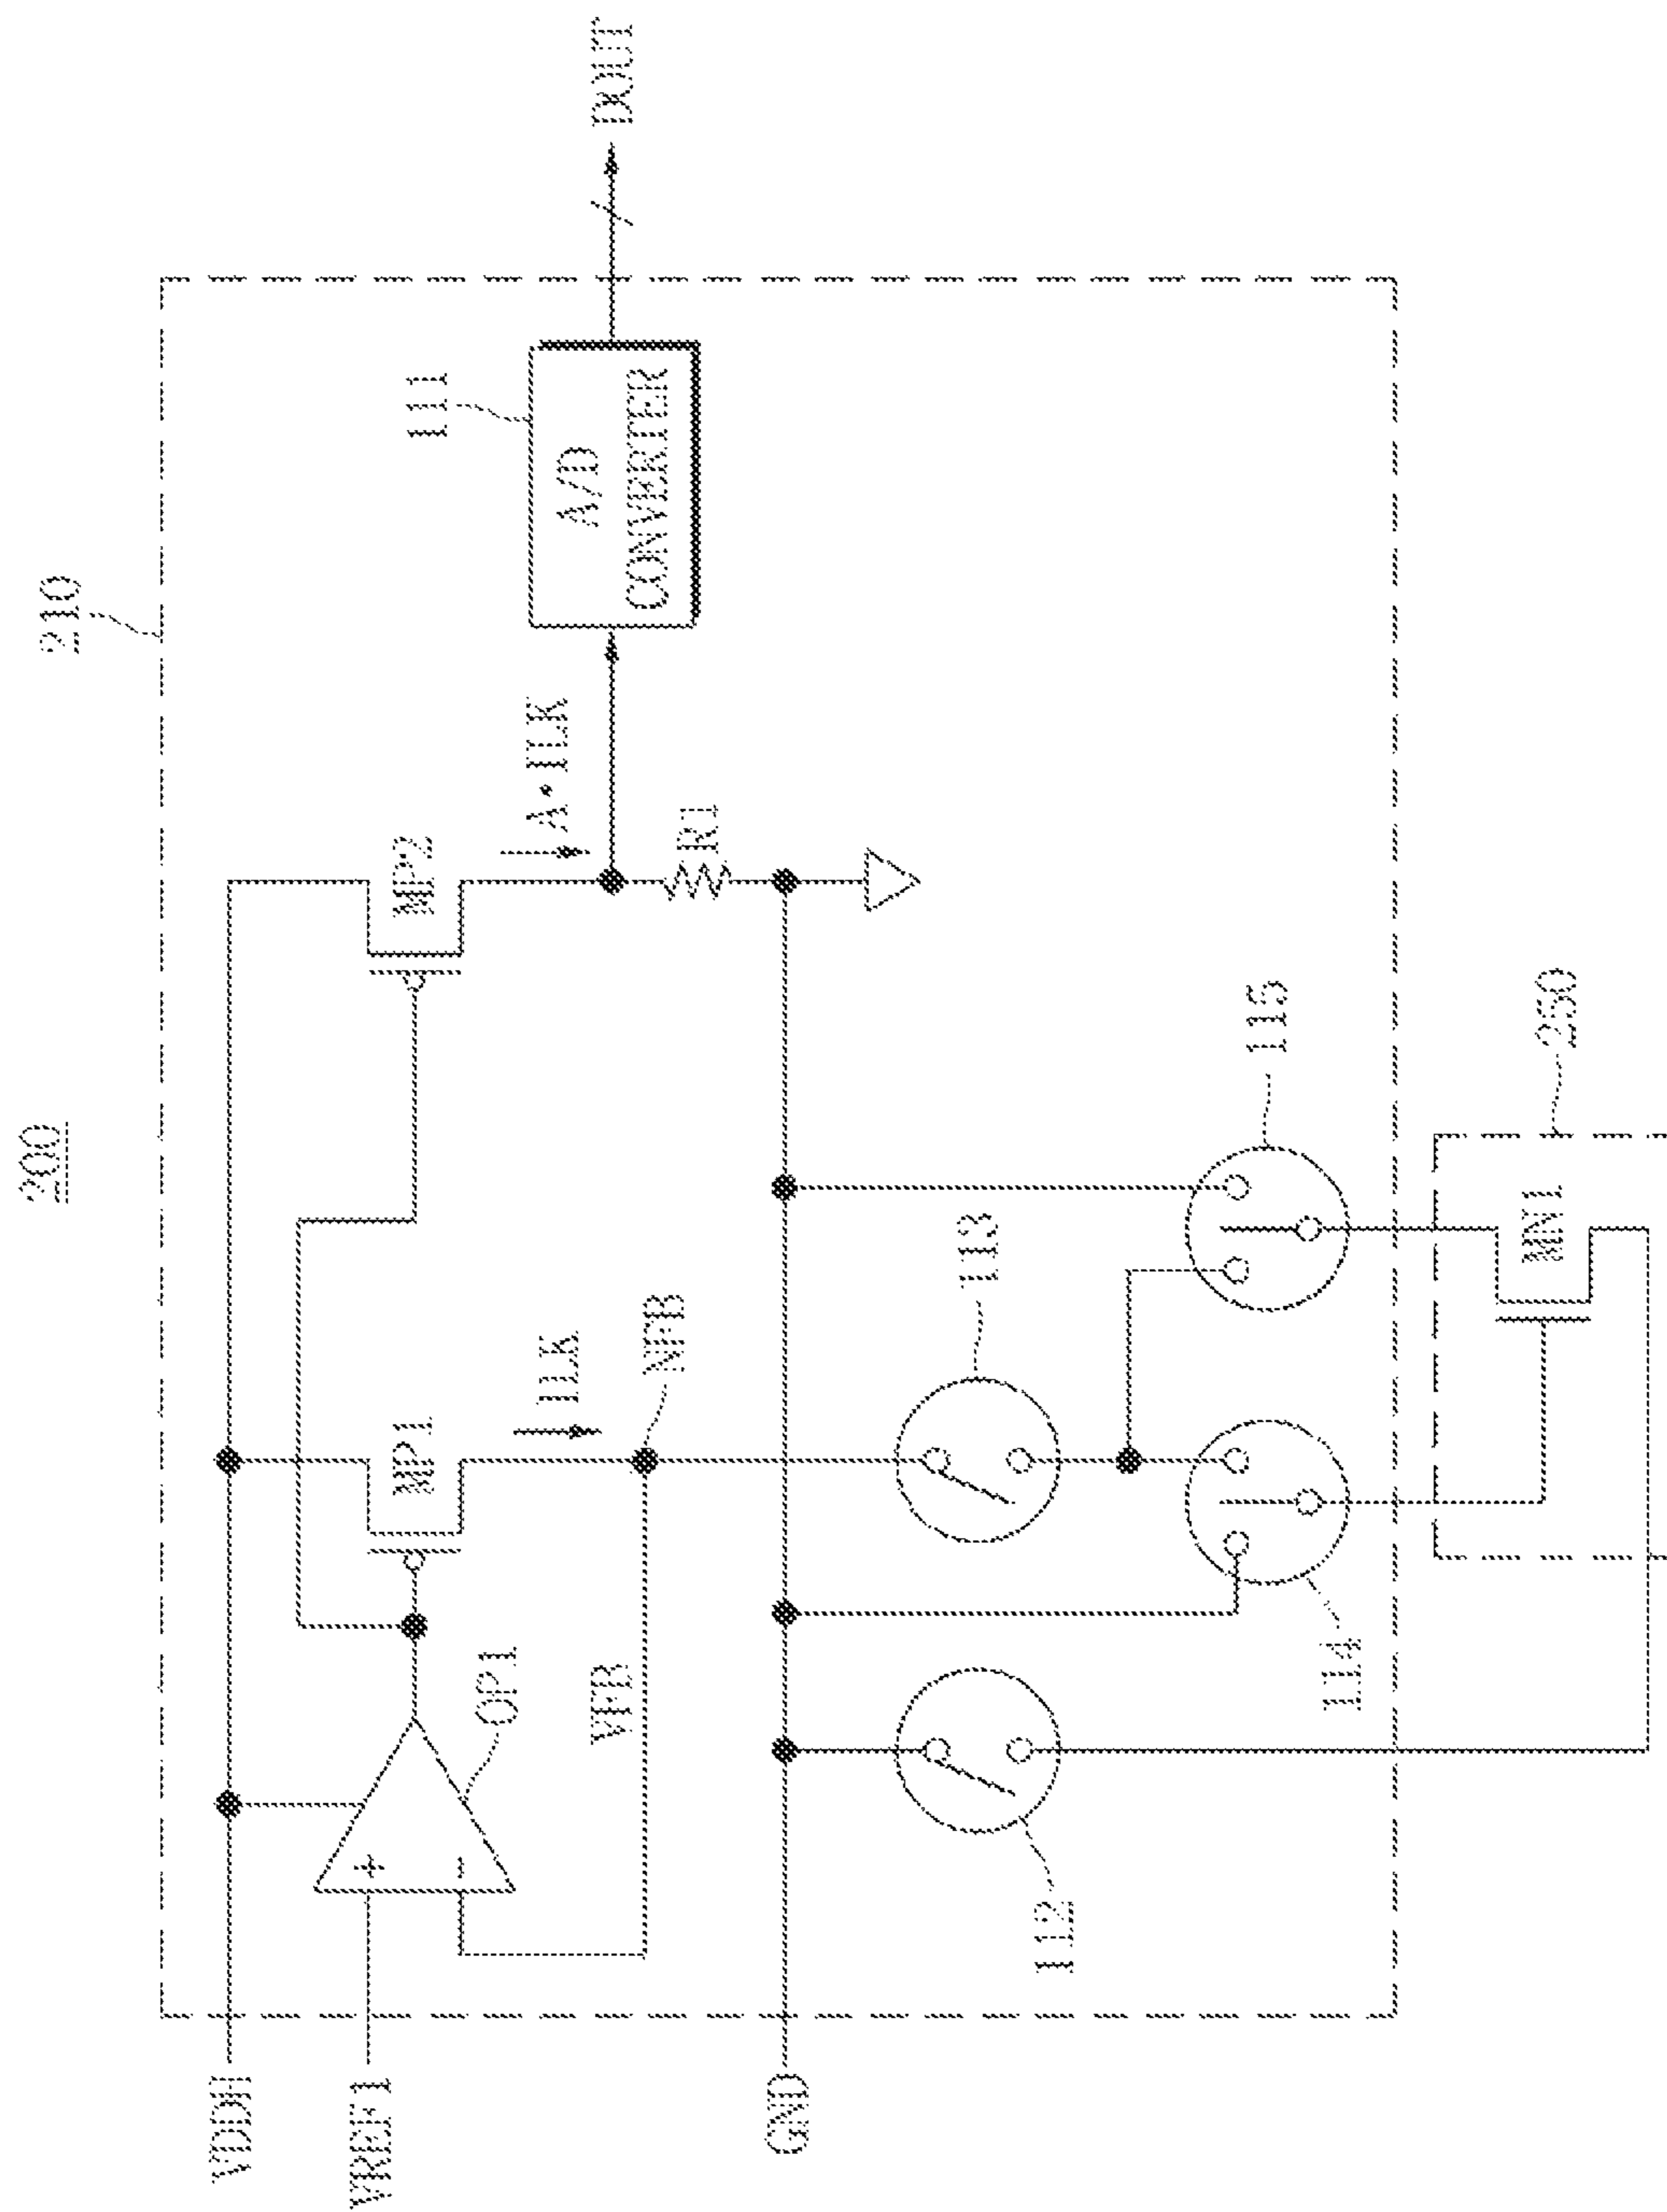 200
210
VDDH
VREF1
GND
OP1
+
-
VFB
MP1
ILK
NFB
MP2
A•ILK
R1
111
A/D
CONVERTER
DOUT
112
113
114
115
MN1
250